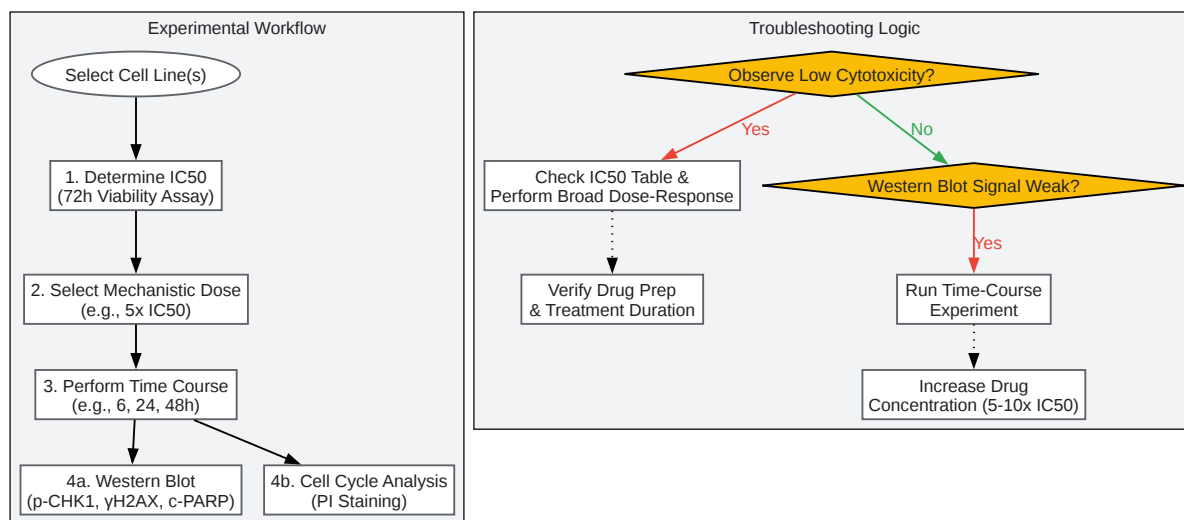 Experimental Workflow
Select Cell Line(s)
1. Determine IC50
(72h Viability Assay)
2. Select Mechanistic Dose
(e.g., 5x IC50)
3. Perform Time Course
(e.g., 6, 24, 48h)
4a. Western Blot
(p-CHK1, γH2AX, c-PARP)
4b. Cell Cycle Analysis
(PI Staining)
Troubleshooting Logic
Observe Low Cytotoxicity?
Yes
No
Check IC50 Table &
Perform Broad Dose-Response
Western Blot Signal Weak?
Yes
Verify Drug Prep
& Treatment Duration
Run Time-Course
Experiment
Increase Drug
Concentration (5-10x IC50)